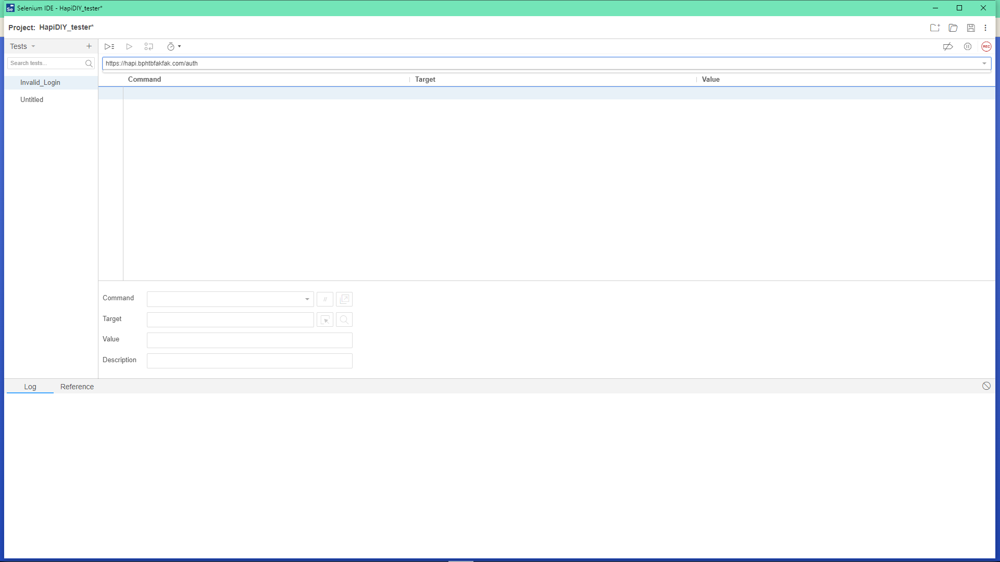 Selenium IDE - HapiDIY_tester*
Project: HapiDIY_tester*
Tests
REC
Search tests...
https://hapi.bphtbfakfak.com/auth
Command Target Value
Invalid_Login
Untitled
Command
//
Target
Value
Description
Log Reference